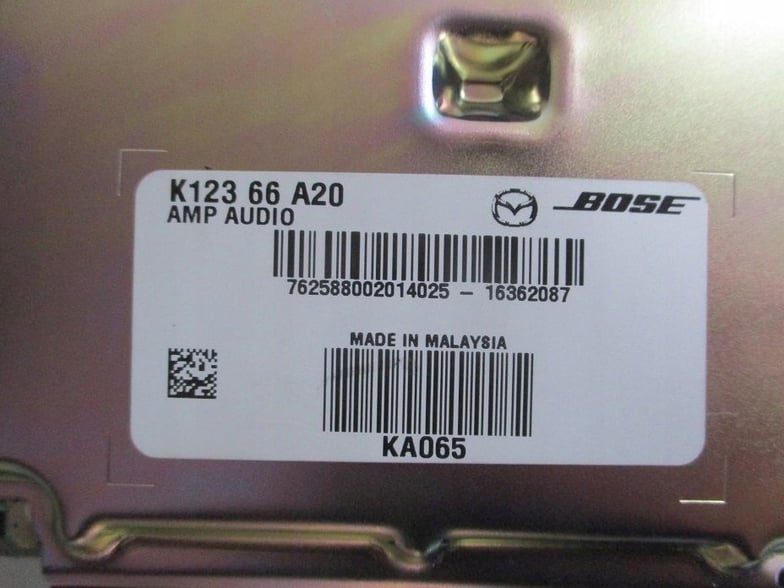 K123 66 A20
AMP AUDIO
BOSE
762588002014025 - 16362087
MADE IN MALAYSIA
KA065